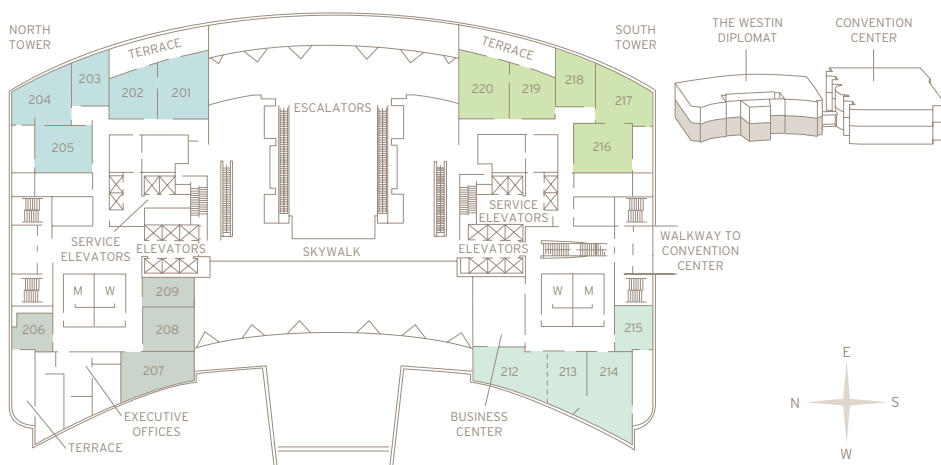 NORTH
TOWER
TERRACE
TERRACE
SOUTH
TOWER
THE WESTIN
DIPLOMAT
CONVENTION
CENTER
203
204
202
201
205
ESCALATORS
220
219
218
217
216
SERVICE
ELEVATORS
ELEVATORS
SKYWALK
SERVICE
ELEVATORS
ELEVATORS
WALKWAY TO
CONVENTION
CENTER
M
W
209
208
206
207
W
M
215
212
213
214
EXECUTIVE
OFFICES
TERRACE
BUSINESS
CENTER
E
N
S
W